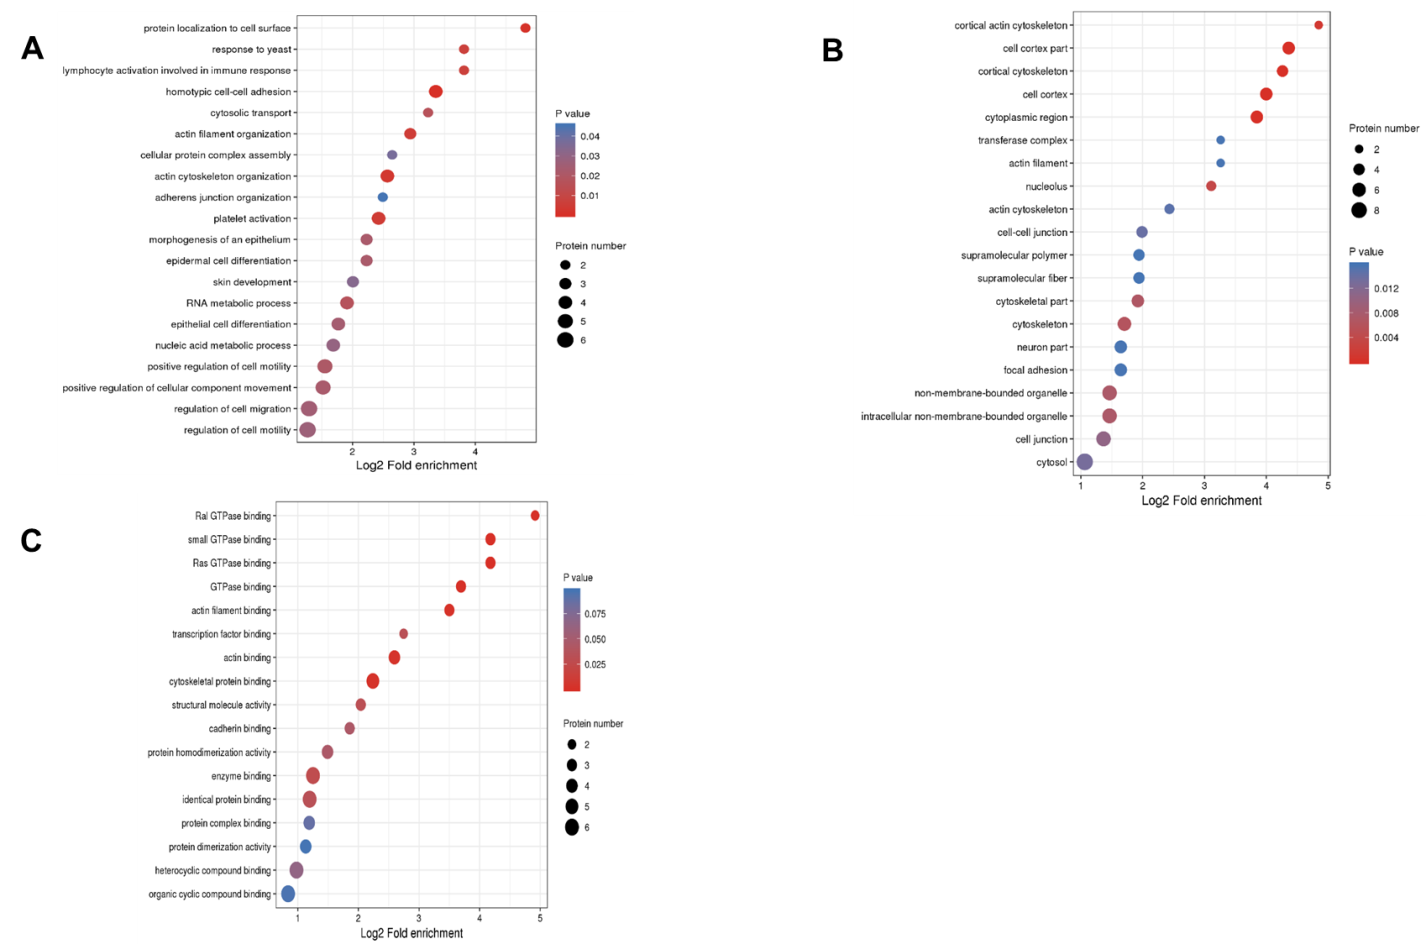 A
protein localization to cell surface
response to yeast
lymphocyte activation involved in immune response
homotypic cell-cell adhesion
cytosolic transport
actin filament organization
cellular protein complex assembly
actin cytoskeleton organization
adherens junction organization
platelet activation
morphogenesis of an epithelium
epidermal cell differentiation
skin development
RNA metabolic process
epithelial cell differentiation
nucleic acid metabolic process
positive regulation of cell motility
positive regulation of cellular component movement
regulation of cell migration
regulation of cell motility
2 3 4
Log2 Fold enrichment
P value
0.04
0.03
0.02
0.01
Protein number
2
3
4
5
6
B
cortical actin cytoskeleton
cell cortex part
cortical cytoskeleton
cell cortex
cytoplasmic region
transferase complex
actin filament
nucleolus
actin cytoskeleton
cell-cell junction
supramolecular polymer
supramolecular fiber
cytoskeletal part
cytoskeleton
neuron part
focal adhesion
non-membrane-bounded organelle
intracellular non-membrane-bounded organelle
cell junction
cytosol
1 2 3 4 5
Log2 Fold enrichment
Protein number
2
4
6
8
P value
0.012
0.008
0.004
C
Ral GTPase binding
small GTPase binding
Ras GTPase binding
GTPase binding
actin filament binding
transcription factor binding
actin binding
cytoskeletal protein binding
structural molecule activity
cadherin binding
protein homodimerization activity
enzyme binding
identical protein binding
protein complex binding
protein dimerization activity
heterocyclic compound binding
organic cyclic compound binding
1 2 3 4 5
Log2 Fold enrichment
P value
0.075
0.050
0.025
Protein number
2
3
4
5
6